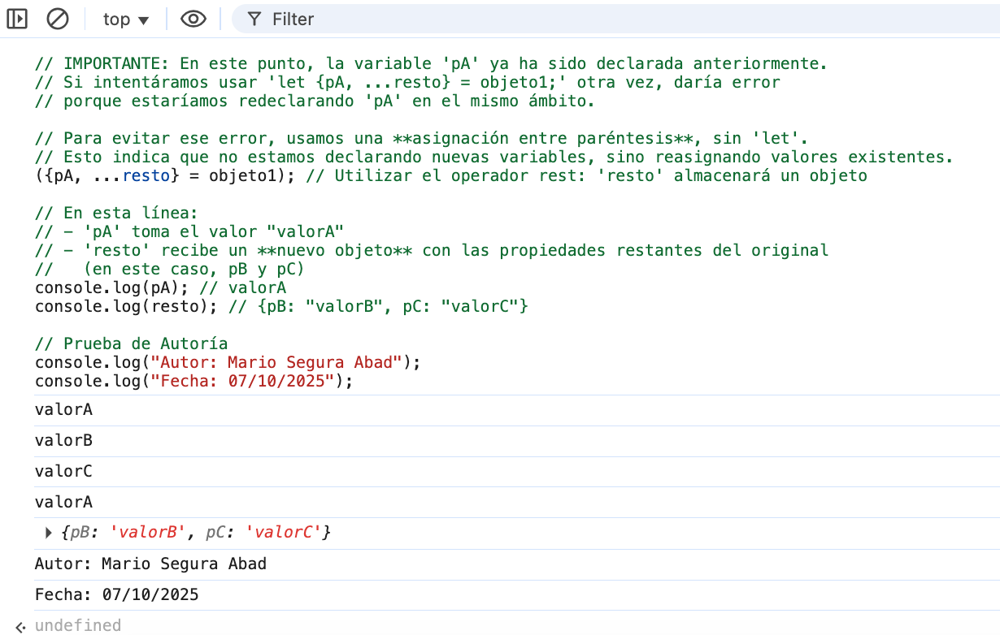 top ▼ Filter
// IMPORTANTE: En este punto, la variable 'pA' ya ha sido declarada anteriormente.
// Si intentáramos usar 'let {pA, ...resto} = objeto1;' otra vez, daría error
// porque estaríamos redeclarando 'pA' en el mismo ámbito.
// Para evitar ese error, usamos una **asignación entre paréntesis**, sin 'let'.
// Esto indica que no estamos declarando nuevas variables, sino reasignando valores existentes.
({pA, ...resto} = objeto1); // Utilizar el operador rest: 'resto' almacenará un objeto
// En esta línea:
// – 'pA' toma el valor "valorA"
// – 'resto' recibe un **nuevo objeto** con las propiedades restantes del original
//   (en este caso, pB y pC)
console.log(pA); // valorA
console.log(resto); // {pB: "valorB", pC: "valorC"}
// Prueba de Autoría
console.log("Autor: Mario Segura Abad");
console.log("Fecha: 07/10/2025");
valorA
valorB
valorC
valorA
{pB: 'valorB', pC: 'valorC'}
Autor: Mario Segura Abad
Fecha: 07/10/2025
undefined